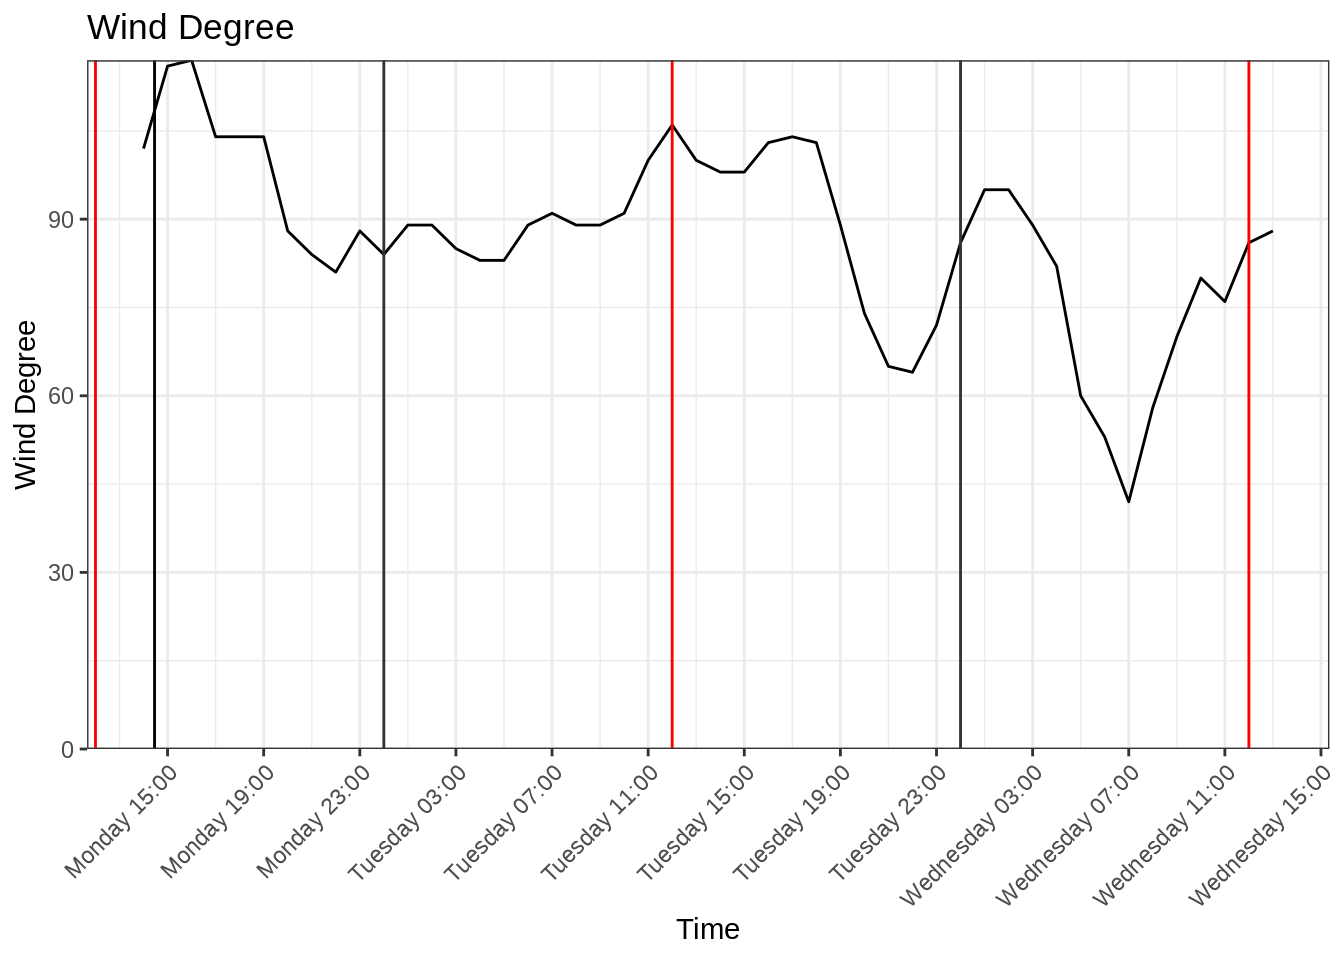 Wind Degree
Wind Degree
90
60
30
0
Monday 15:00
Monday 19:00
Monday 23:00
Tuesday 03:00
Tuesday 07:00
Tuesday 11:00
Tuesday 15:00
Tuesday 19:00
Tuesday 23:00
Wednesday 03:00
Wednesday 07:00
Wednesday 11:00
Wednesday 15:00
Time